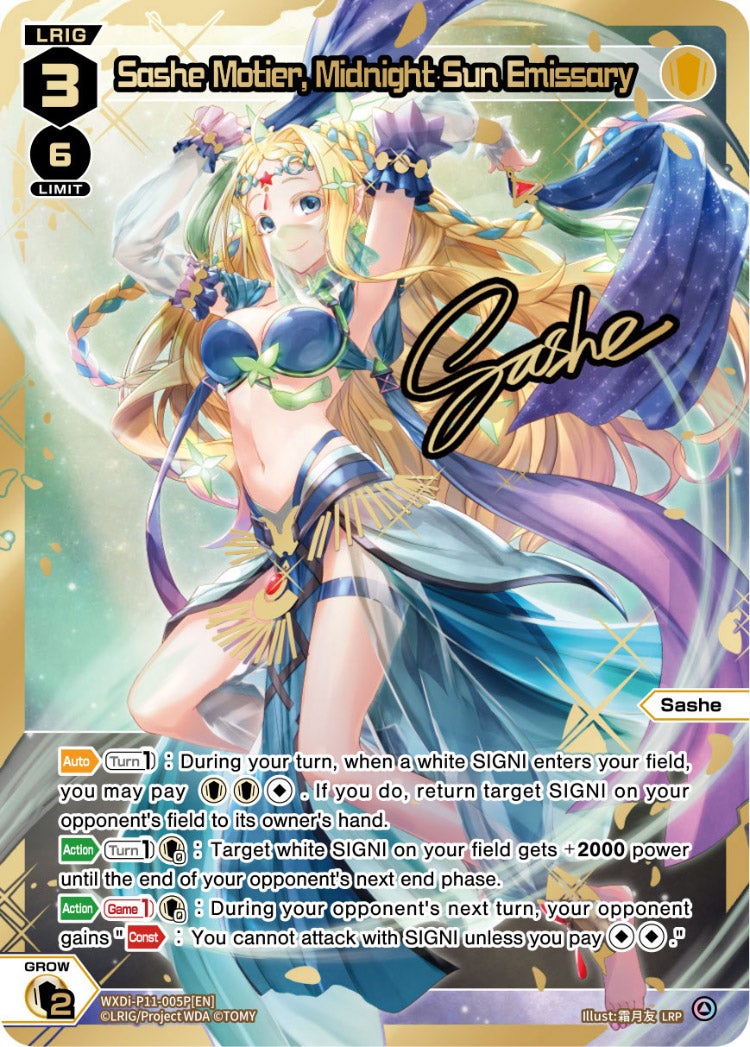 LRIG
3
Sashe Motier, Midnight Sun Emissary
6
LIMIT
Sashe
Sashe
Auto Turn 1 : During your turn, when a white SIGNI enters your field,
you may pay . If you do, return target SIGNI on your
opponent's field to its owner's hand.
Action Turn 1 0 : Target white SIGNI on your field gets +2000 power
until the end of your opponent's next end phase.
Action Game 1 0 : During your opponent's next turn, your opponent
gains " Const : You cannot attack with SIGNI unless you pay ."
GROW
2
WXDi-P11-005P[EN]
©LRIG/Project WDA ©TOMY
Illust:霜月友 LRP